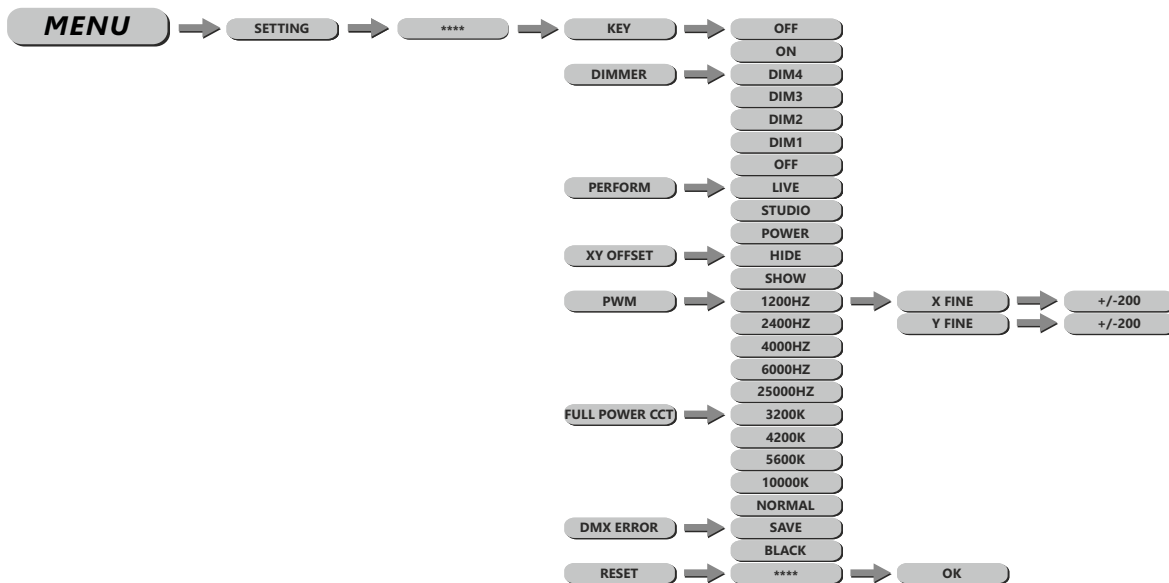 MENU SETTING **** KEY OFF
ON
DIMMER DIM4
DIM3
DIM2
DIM1
OFF
PERFORM LIVE
STUDIO
POWER
XY OFFSET HIDE
SHOW
PWM 1200HZ X FINE +/-200
2400HZ Y FINE +/-200
4000HZ
6000HZ
25000HZ
FULL POWER CCT 3200K
4200K
5600K
10000K
NORMAL
DMX ERROR SAVE
BLACK
RESET **** OK